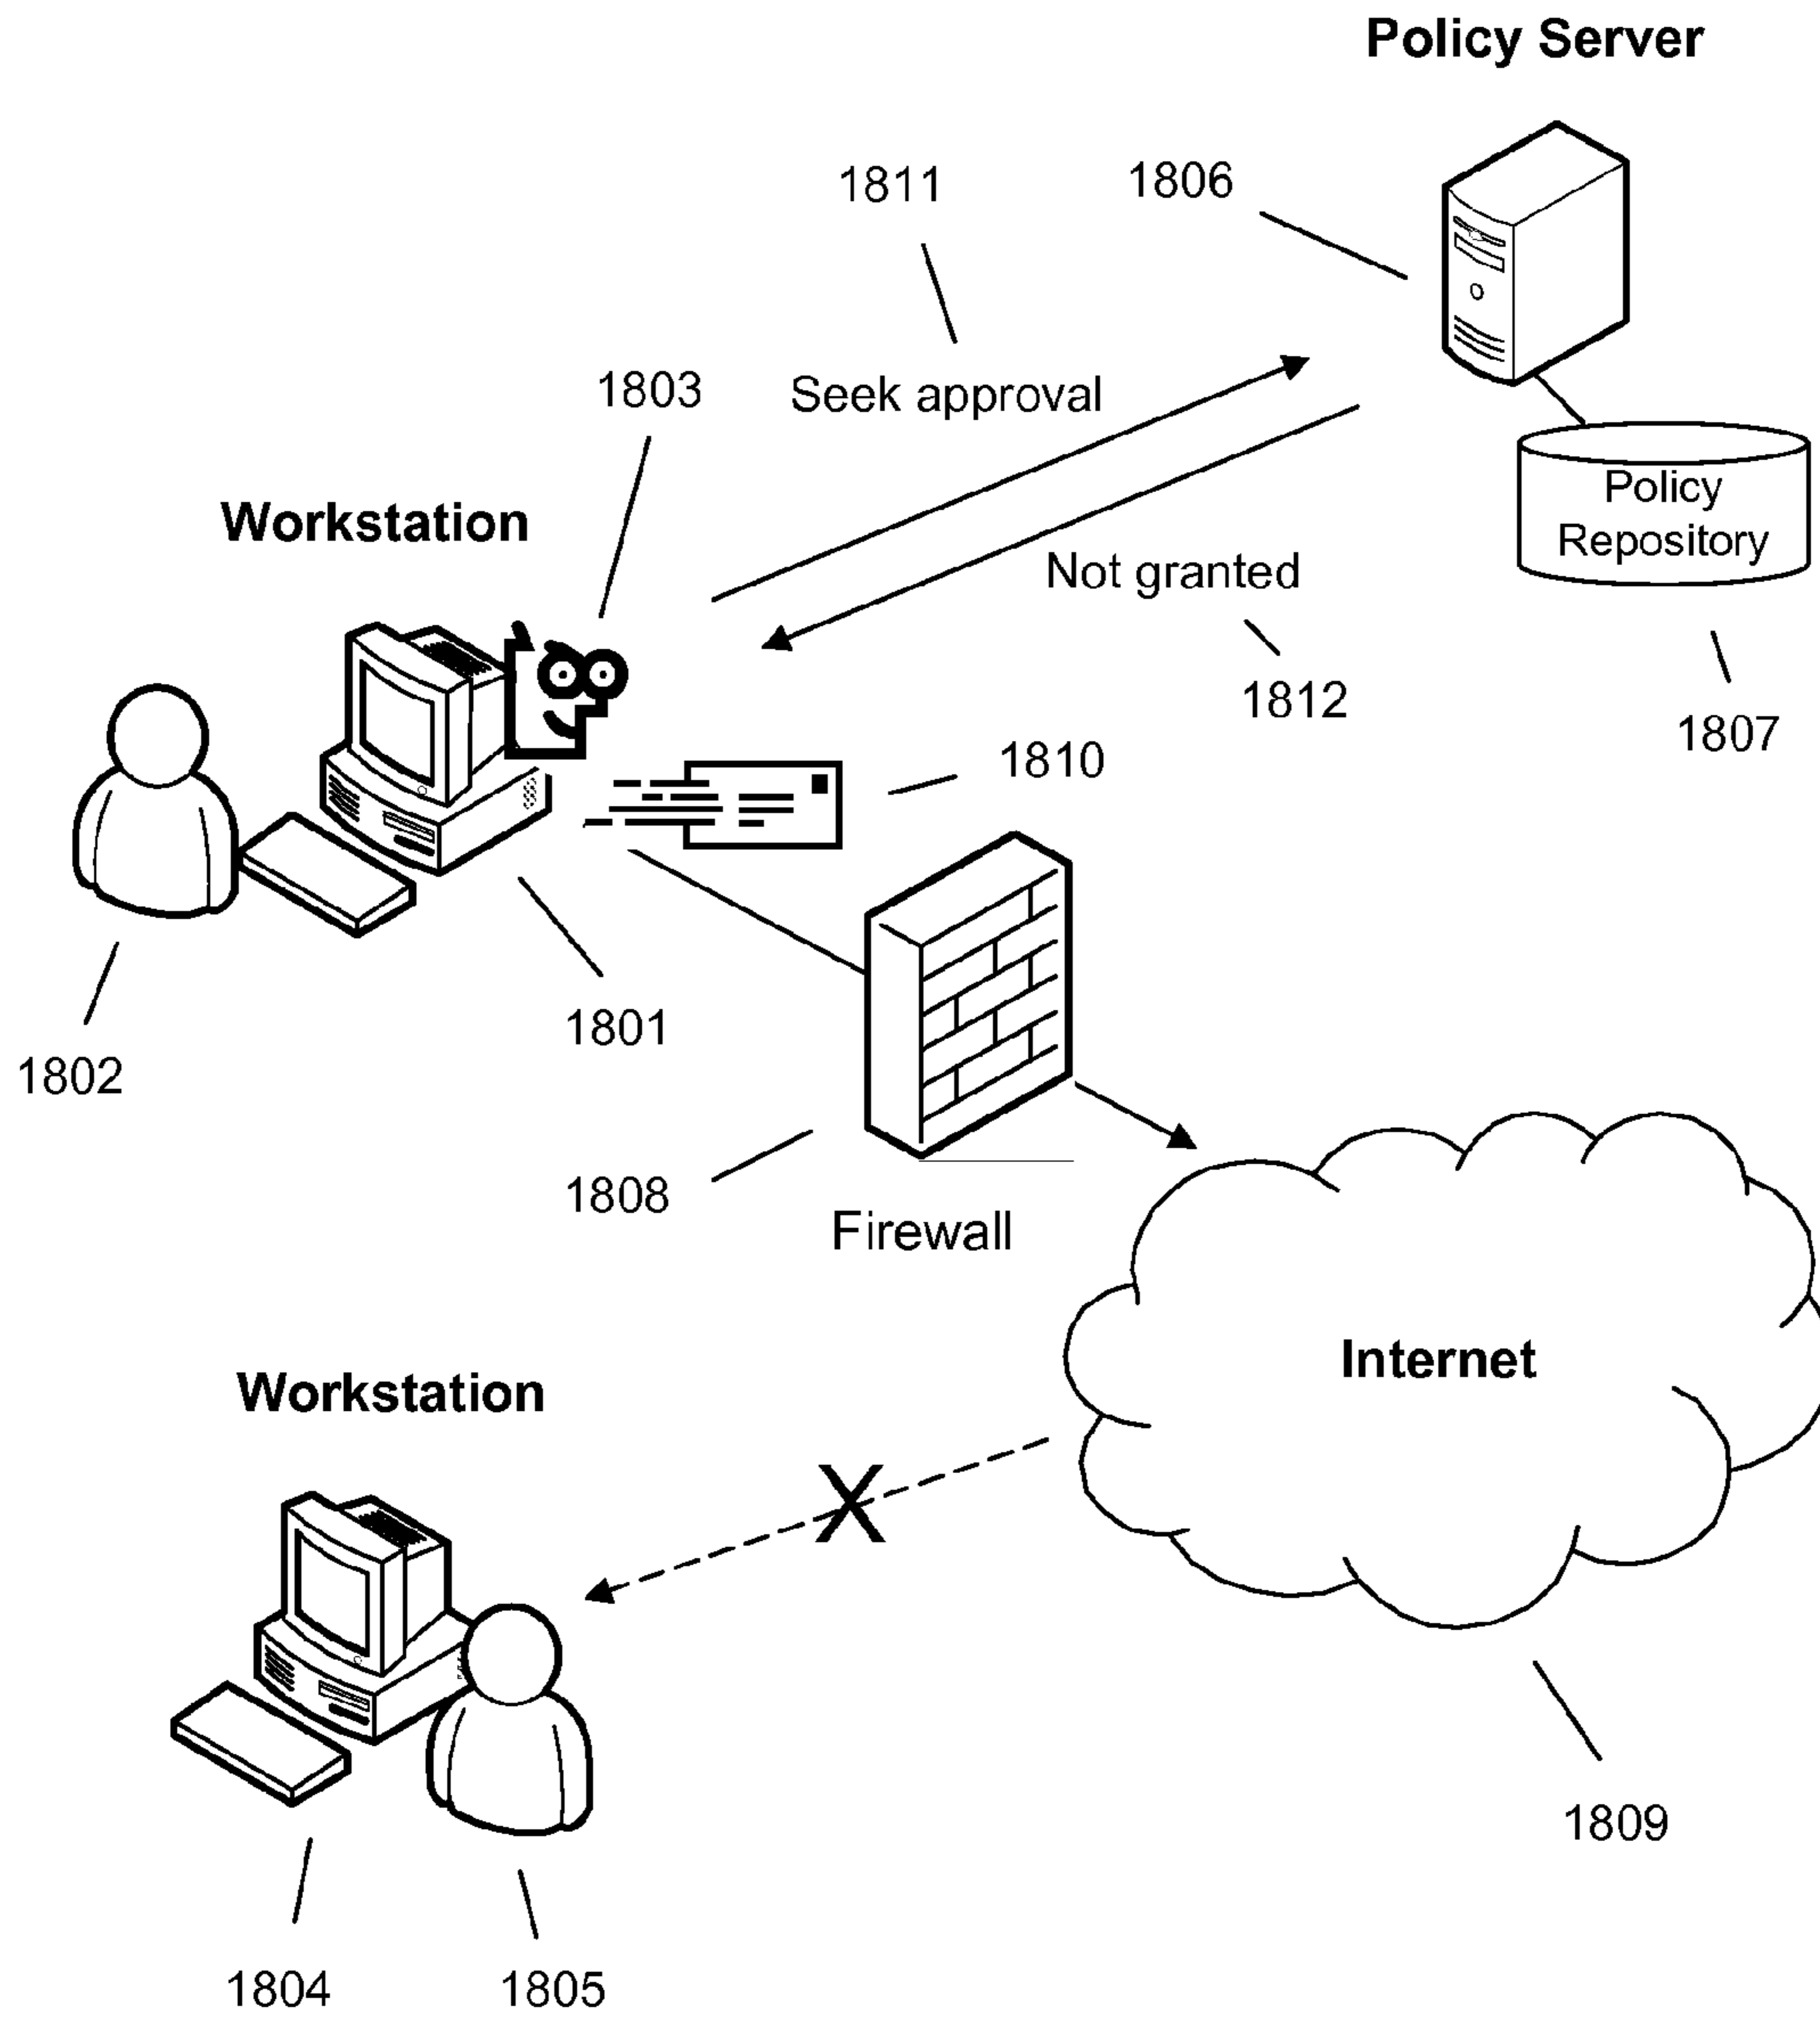 Policy Server
1811
1806
1803
Seek approval
Policy
Repository
Workstation
Not granted
1812
1807
1810
1801
1802
1808
Firewall
Internet
Workstation
1809
1804
1805